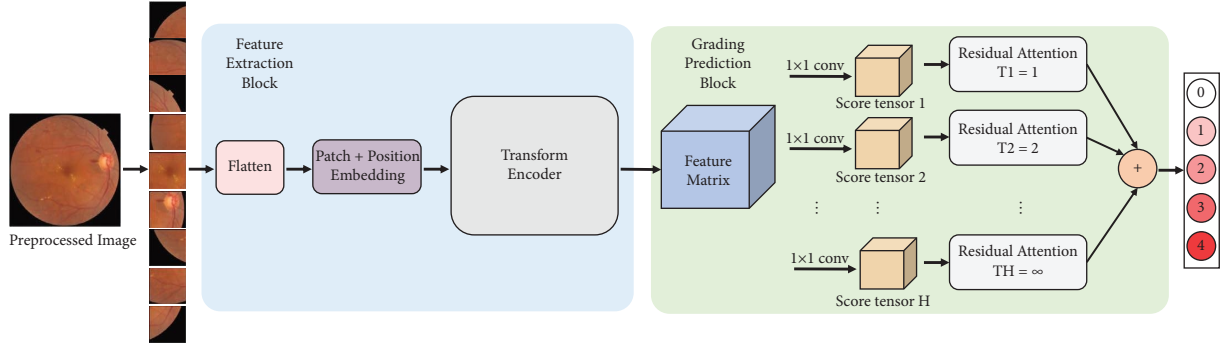 Preprocessed Image
Feature
Extraction
Block
Flatten
Patch + Position
Embedding
Transform
Encoder
Grading
Prediction
Block
Feature
Matrix
1×1 conv
Score tensor 1
Residual Attention
T1 = 1
1×1 conv
Score tensor 2
Residual Attention
T2 = 2
⋮ ⋮ ⋮
1×1 conv
Score tensor H
Residual Attention
TH = ∞
+
0
1
2
3
4